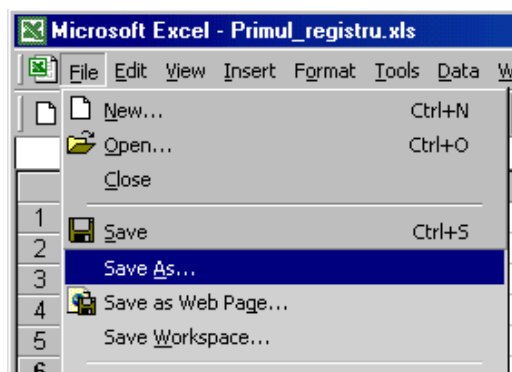 Microsoft Excel - Primul_registru.xls
File Edit View Insert Format Tools Data W
New... Ctrl+N
Open... Ctrl+O
Close
1
Save Ctrl+S
2
Save As...
3
Save as Web Page...
4
Save Workspace...
5
6